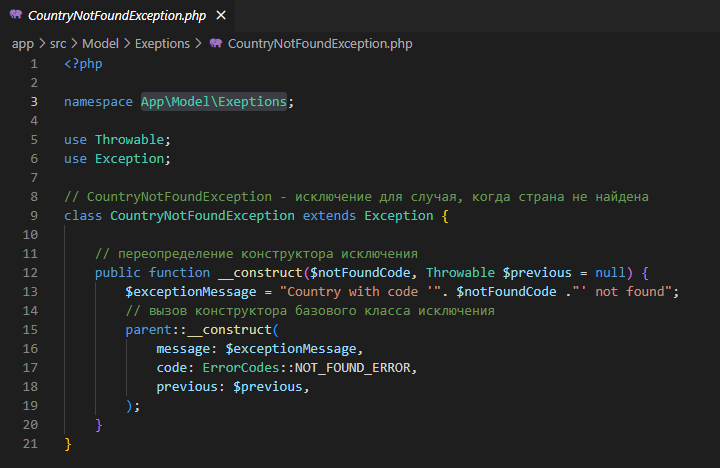 CountryNotFoundException.php ×
app > src > Model > Exeptions > CountryNotFoundException.php
1 <?php
2
3 namespace App\Model\Exeptions;
4
5 use Throwable;
6 use Exception;
7
8 // CountryNotFoundException - исключение для случая, когда страна не найдена
9 class CountryNotFoundException extends Exception {
10
11 // переопределение конструктора исключения
12 public function __construct($notFoundCode, Throwable $previous = null) {
13 $exceptionMessage = "Country with code '". $notFoundCode ."' not found";
14 // вызов конструктора базового класса исключения
15 parent::__construct(
16 message: $exceptionMessage,
17 code: ErrorCodes::NOT_FOUND_ERROR,
18 previous: $previous,
19 );
20 }
21 }